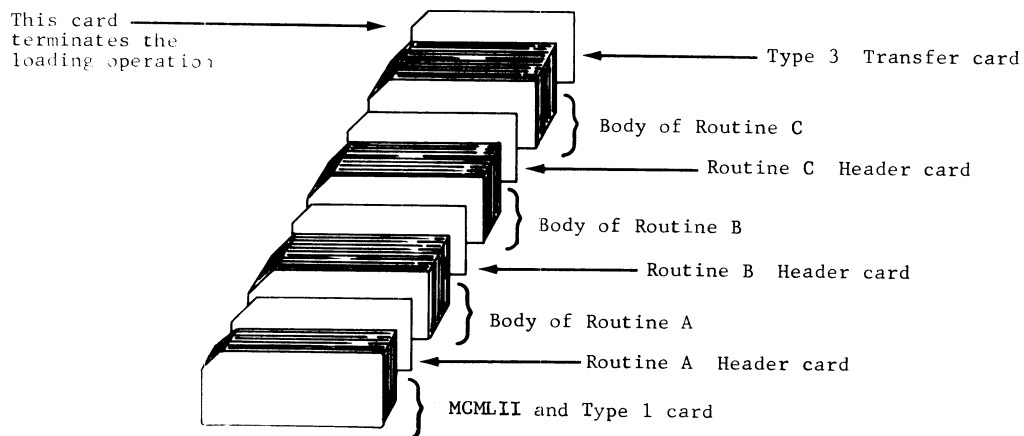 This card
terminates the
loading operation
Type 3 Transfer card
Body of Routine C
Routine C Header card
Body of Routine B
Routine B Header card
Body of Routine A
Routine A Header card
MCMLII and Type 1 card